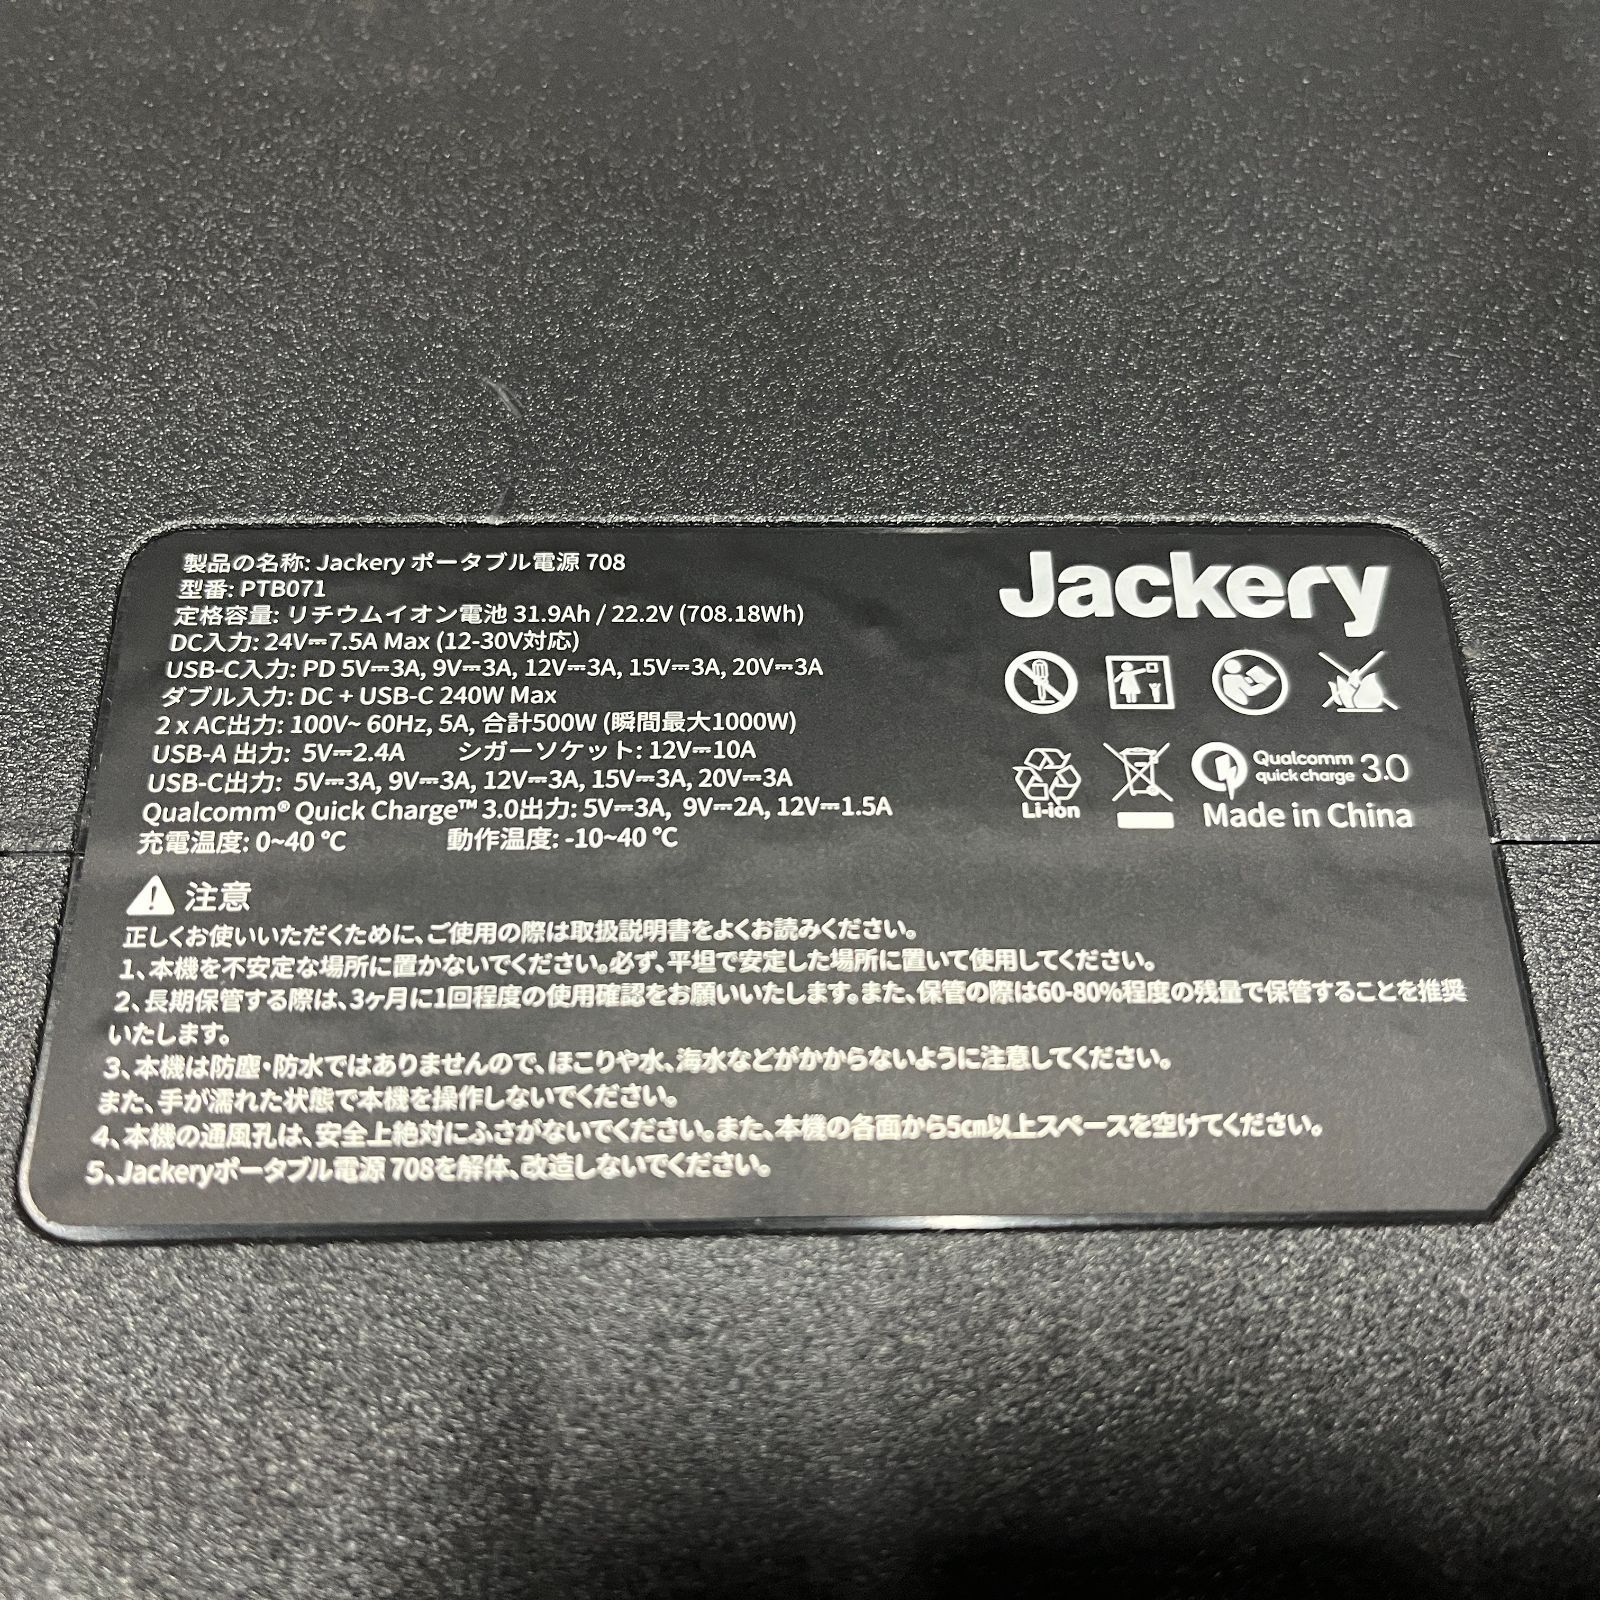 製品の名称: Jackery ポータブル電源 708
型番: PTB071
定格容量: リチウムイオン電池 31.9Ah / 22.2V (708.18Wh)
DC入力: 24V⎓7.5A Max (12-30V対応)
USB-C入力: PD 5V⎓3A, 9V⎓3A, 12V⎓3A, 15V⎓3A, 20V⎓3A
ダブル入力: DC + USB-C 240W Max
2 x AC出力: 100V~ 60Hz, 5A, 合計500W (瞬間最大1000W)
USB-A 出力: 5V⎓2.4A シガーソケット: 12V⎓10A
USB-C出力: 5V⎓3A, 9V⎓3A, 12V⎓3A, 15V⎓3A, 20V⎓3A
Qualcomm® Quick Charge™ 3.0出力: 5V⎓3A, 9V⎓2A, 12V⎓1.5A
充電温度: 0~40 ℃ 動作温度: -10~40 ℃
Jackery
Li-ion
Qualcomm
quick charge 3.0
Made in China
注意
正しくお使いいただくために、ご使用の際は取扱説明書をよくお読みください。
1、本機を不安定な場所に置かないでください。必ず、平坦で安定した場所に置いて使用してください。
2、長期保管する際は、3ヶ月に1回程度の使用確認をお願いいたします。また、保管の際は60-80%程度の残量で保管することを推奨
いたします。
3、本機は防塵・防水ではありませんので、ほこりや水、海水などがかからないように注意してください。
また、手が濡れた状態で本機を操作しないでください。
4、本機の通風孔は、安全上絶対にふさがないでください。また、本機の各面から5㎝以上スペースを空けてください。
5、Jackeryポータブル電源 708を解体、改造しないでください。